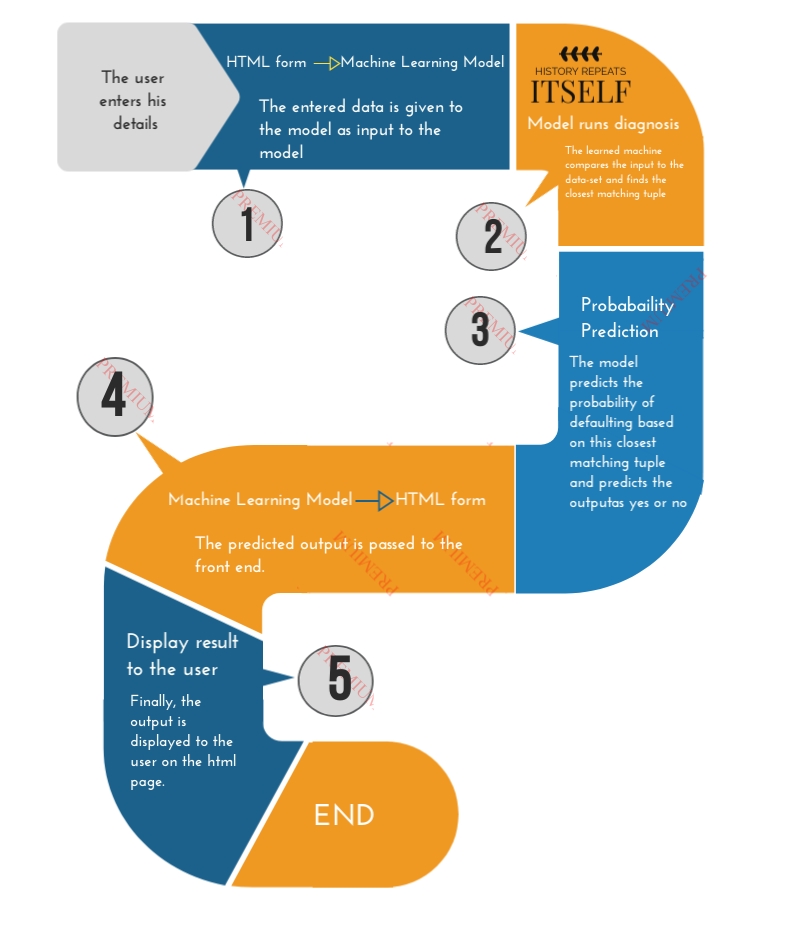 The user
enters his
details
HTML form
Machine Learning Model
The entered data is given to
the model as input to the
model
PREMIUM
1
HISTORY REPEATS
ITSELF
Model runs diagnosis
The learned machine
compares the input to the
data-set and finds the
closest matching tuple
PREMIUM
2
PREMIUM
3
Probabaility
Prediction
PREMIUM
The model
predicts the
probability of
defaulting based
on this closest
matching tuple
and predicts the
outputas yes or no
PREMIUM
4
Machine Learning Model
HTML form
The predicted output is passed to the
front end.
PREMIUM
PREMIUM
Display result
to the user
Finally, the
output is
displayed to the
user on the html
page.
PREMIUM
5
END